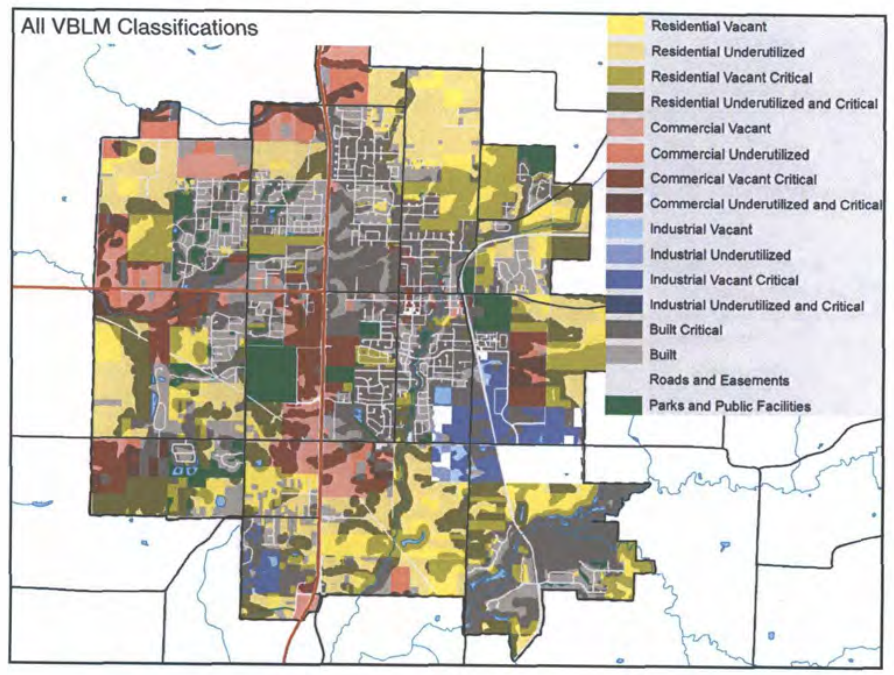 All VBLM Classifications
Residential Vacant
Residential Underutilized
Residential Vacant Critical
Residential Underutilized and Critical
Commercial Vacant
Commercial Underutilized
Commerical Vacant Critical
Commercial Underutilized and Critical
Industrial Vacant
Industrial Underutilized
Industrial Vacant Critical
Industrial Underutilized and Critical
Built Critical
Built
Roads and Easements
Parks and Public Facilities